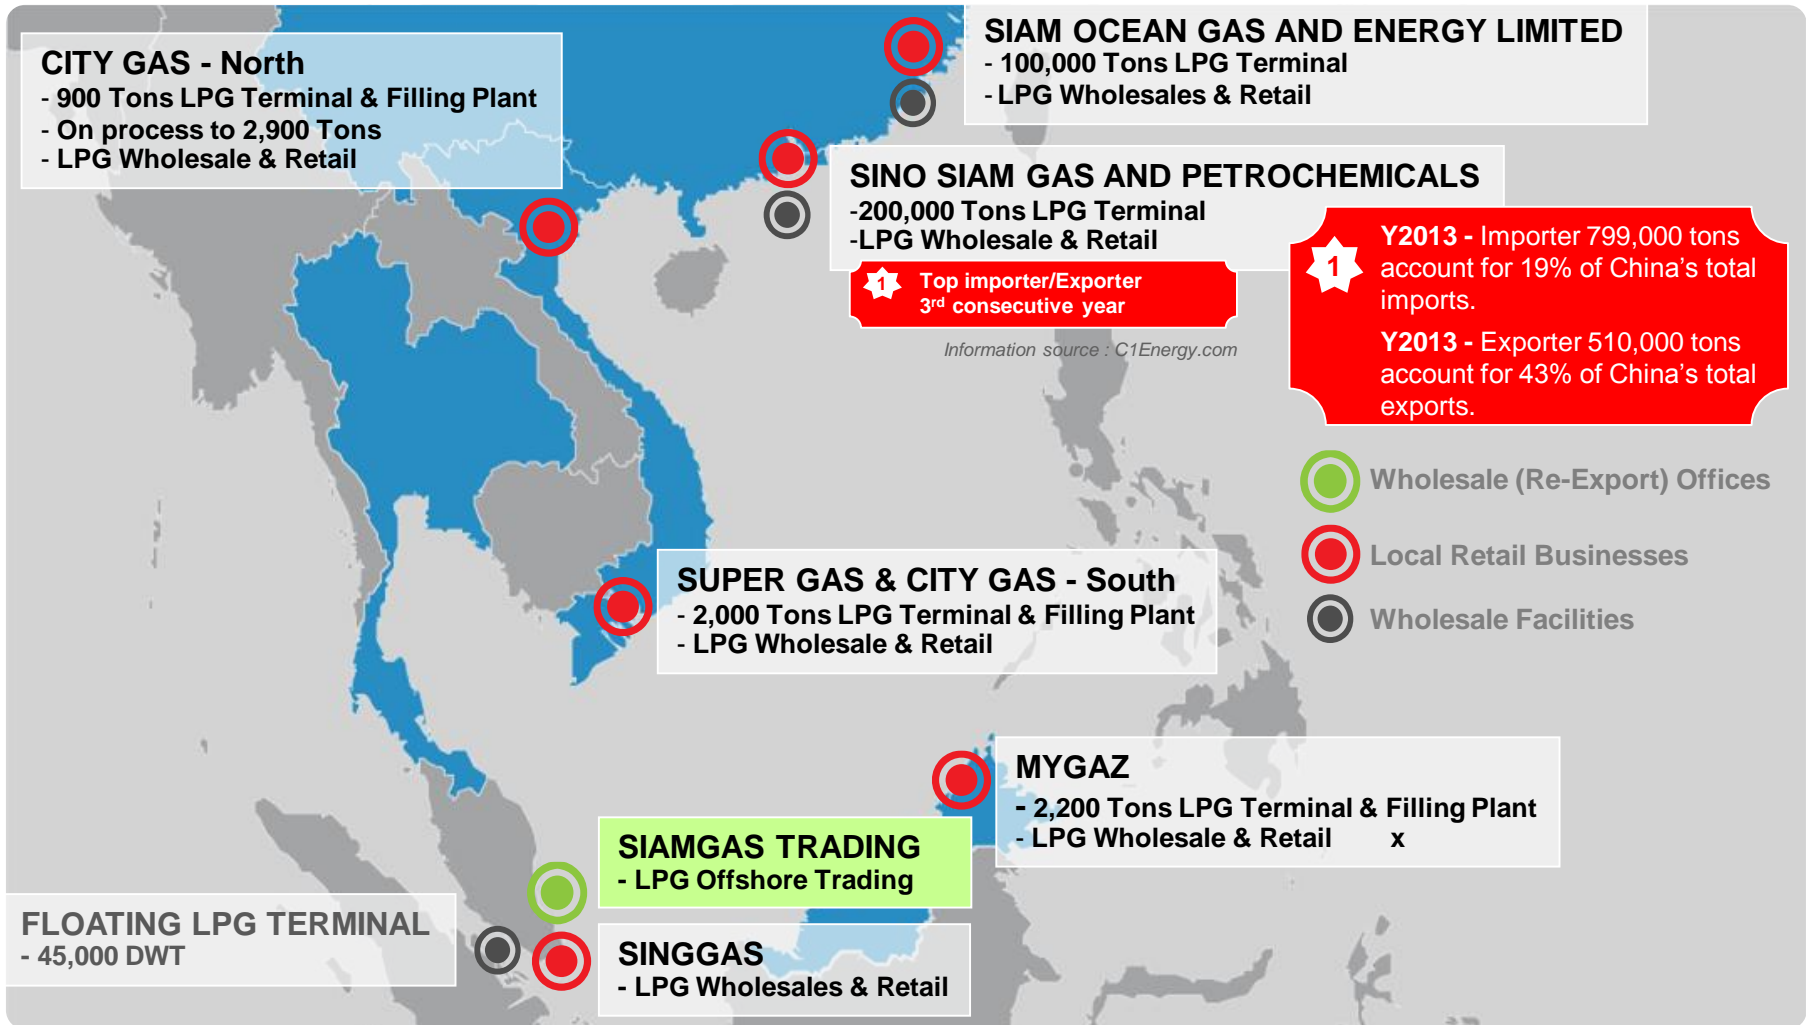 CITY GAS - North
- 900 Tons LPG Terminal & Filling Plant
- On process to 2,900 Tons
- LPG Wholesale & Retail
SIAM OCEAN GAS AND ENERGY LIMITED
- 100,000 Tons LPG Terminal
- LPG Wholesales & Retail
SINO SIAM GAS AND PETROCHEMICALS
-200,000 Tons LPG Terminal
-LPG Wholesale & Retail
1
Top importer/Exporter
3rd consecutive year
Information source : C1Energy.com
1
Y2013 - Importer 799,000 tons
account for 19% of China's total
imports.
Y2013 - Exporter 510,000 tons
account for 43% of China's total
exports.
Wholesale (Re-Export) Offices
Local Retail Businesses
Wholesale Facilities
SUPER GAS & CITY GAS - South
- 2,000 Tons LPG Terminal & Filling Plant
- LPG Wholesale & Retail
MYGAZ
- 2,200 Tons LPG Terminal & Filling Plant
- LPG Wholesale & Retail x
SIAMGAS TRADING
- LPG Offshore Trading
FLOATING LPG TERMINAL
- 45,000 DWT
SINGGAS
- LPG Wholesales & Retail